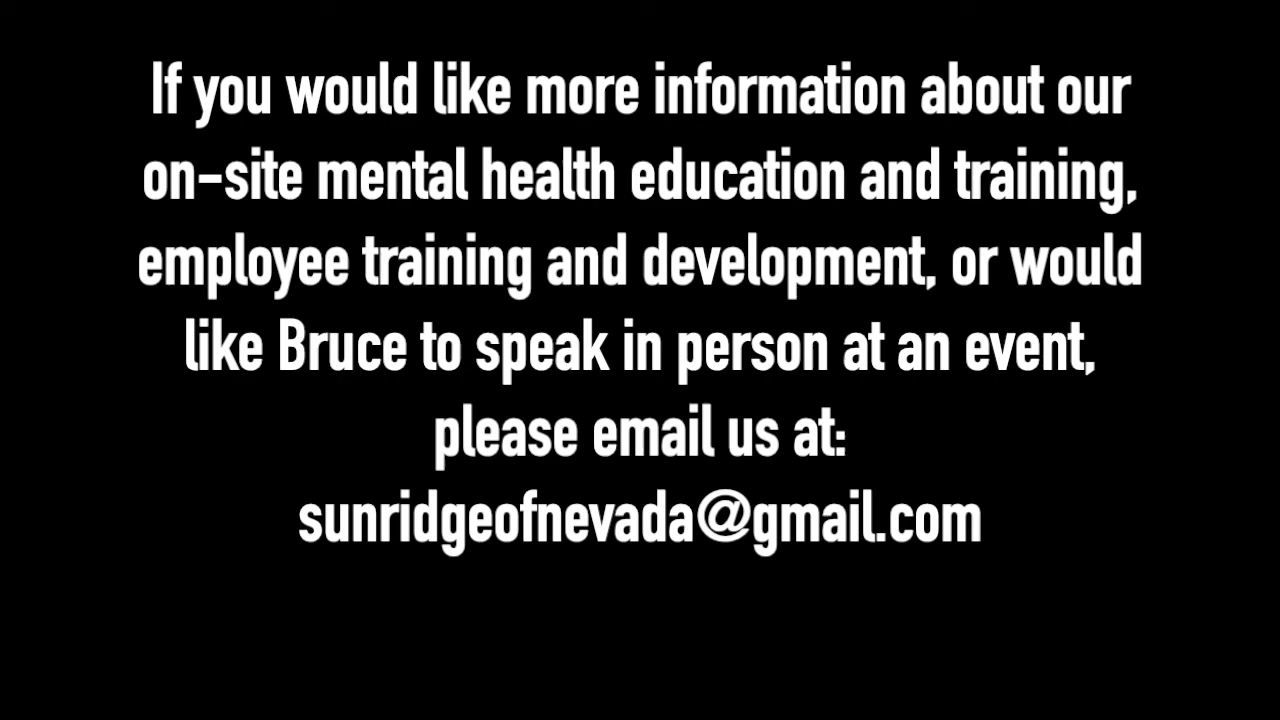 If you would like more information about our
on-site mental health education and training,
employee training and development, or would
like Bruce to speak in person at an event,
please email us at:
sunridgeofnevada@gmail.com